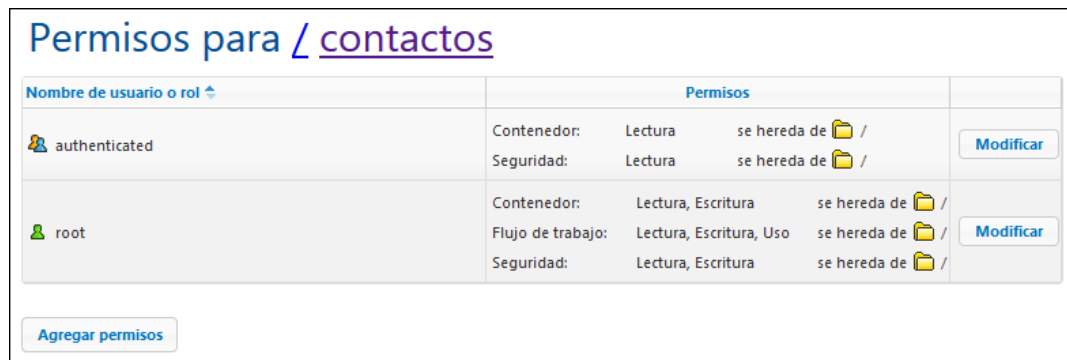 Permisos para / contactos
Nombre de usuario o rol Permisos
authenticated
Contenedor: Lectura se hereda de /
Seguridad: Lectura se hereda de /
Modificar
root
Contenedor: Lectura, Escritura se hereda de /
Flujo de trabajo: Lectura, Escritura, Uso se hereda de /
Seguridad: Lectura, Escritura se hereda de /
Modificar
Agregar permisos